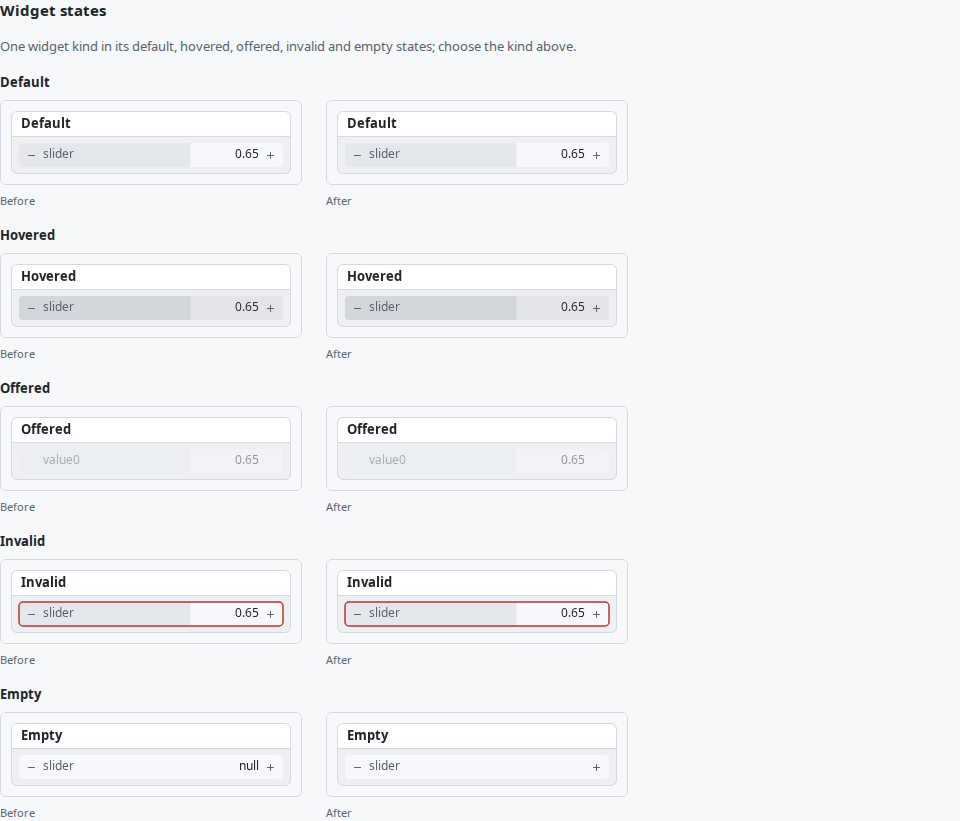 Widget states
One widget kind in its default, hovered, offered, invalid and empty states; choose the kind above.
Default
Default
– slider 0.65 +
Before
Default
– slider 0.65 +
After
Hovered
Hovered
– slider 0.65 +
Before
Hovered
– slider 0.65 +
After
Offered
Offered
value0 0.65
Before
Offered
value0 0.65
After
Invalid
Invalid
– slider 0.65 +
Before
Invalid
– slider 0.65 +
After
Empty
Empty
– slider null +
Before
Empty
– slider +
After